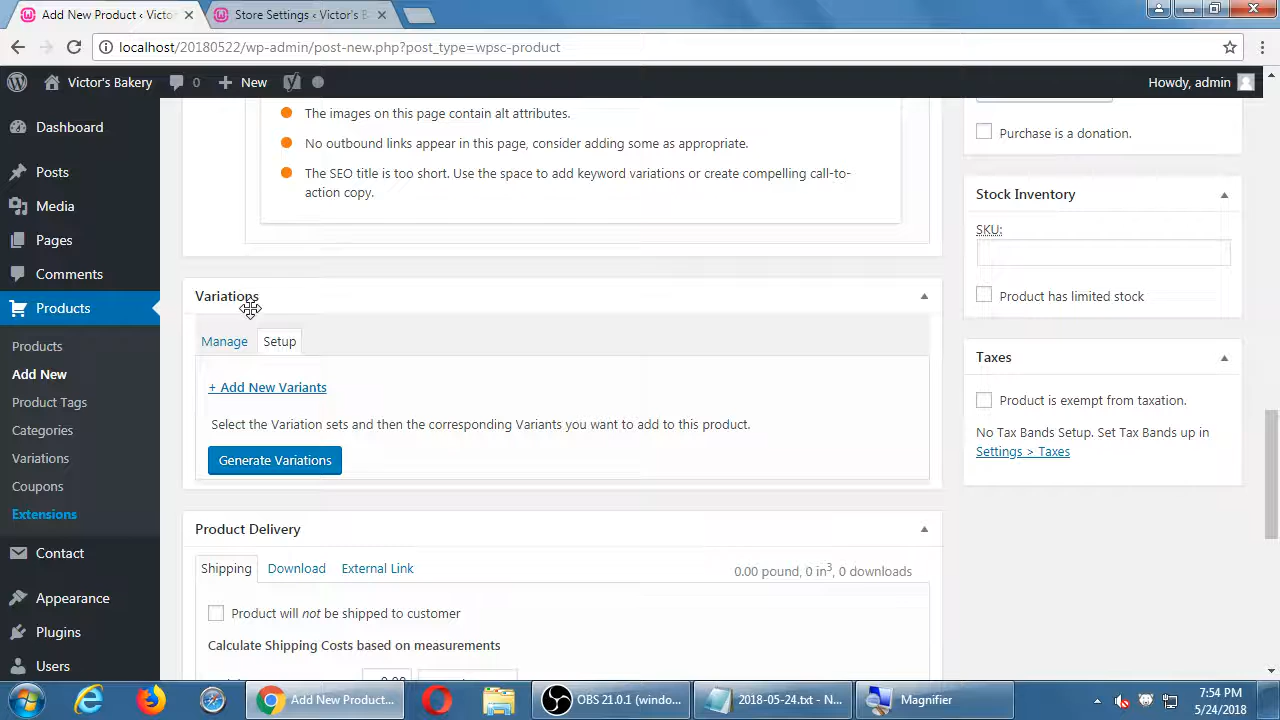 Add New Product ‹ Victor
Store Settings ‹ Victor's B
localhost/20180522/wp-admin/post-new.php?post_type=wpsc-product
Victor's Bakery
0
New
Howdy, admin
Dashboard
Posts
Media
Pages
Comments
Products
Products
Add New
Product Tags
Categories
Variations
Coupons
Extensions
Contact
Appearance
Plugins
Users
The images on this page contain alt attributes.
No outbound links appear in this page, consider adding some as appropriate.
The SEO title is too short. Use the space to add keyword variations or create compelling call-to-
action copy.
Variations
Manage
Setup
+ Add New Variants
Select the Variation sets and then the corresponding Variants you want to add to this product.
Generate Variations
Product Delivery
Shipping
Download
External Link
0.00 pound, 0 in³, 0 downloads
Product will not be shipped to customer
Calculate Shipping Costs based on measurements
Purchase is a donation.
Stock Inventory
SKU:
Product has limited stock
Taxes
Product is exempt from taxation.
No Tax Bands Setup. Set Tax Bands up in
Settings > Taxes
Add New Product...
OBS 21.0.1 (windo...
2018-05-24.txt - N...
Magnifier
7:54 PM
5/24/2018